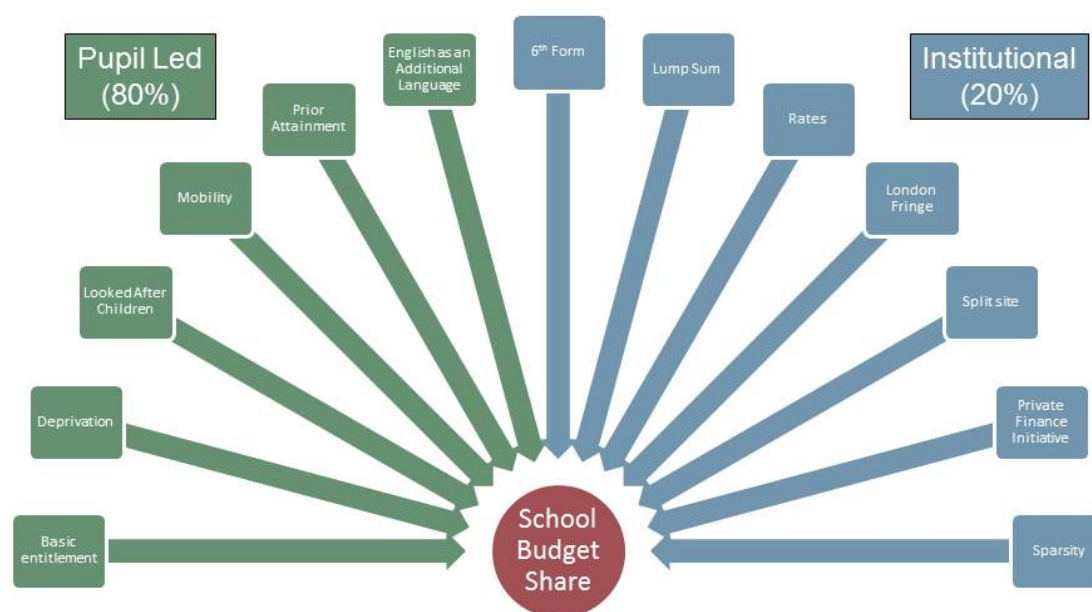 Pupil Led
(80%)
English as an
Additional
Language
6th Form
Lump Sum
Institutional
(20%)
Prior
Attainment
Rates
Mobility
London
Fringe
Looked After
Children
Split site
Deprivation
Private
Finance
Initiative
Basic
entitlement
School
Budget
Share
Sparsity